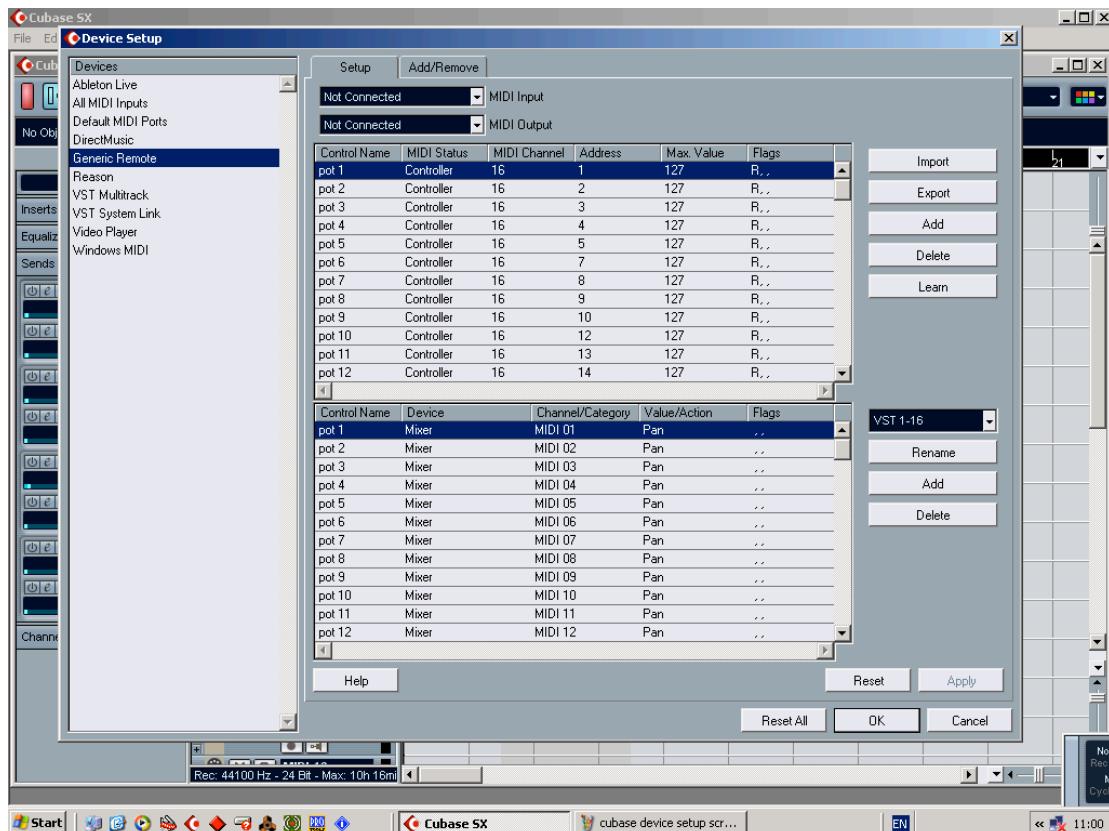 Cubase SX
File Ed
Device Setup
Cub
No Obj
Inserts
Equaliz
Sends
Channe
Devices
Ableton Live
All MIDI Inputs
Default MIDI Ports
DirectMusic
Generic Remote
Reason
VST Multitrack
VST System Link
Video Player
Windows MIDI
Setup Add/Remove
Not Connected MIDI Input
Not Connected MIDI Output
Control Name MIDI Status MIDI Channel Address Max. Value Flags
pot 1 Controller 16 1 127 R, ,
pot 2 Controller 16 2 127 R, ,
pot 3 Controller 16 3 127 R, ,
pot 4 Controller 16 4 127 R, ,
pot 5 Controller 16 5 127 R, ,
pot 6 Controller 16 7 127 R, ,
pot 7 Controller 16 8 127 R, ,
pot 8 Controller 16 9 127 R, ,
pot 9 Controller 16 10 127 R, ,
pot 10 Controller 16 12 127 R, ,
pot 11 Controller 16 13 127 R, ,
pot 12 Controller 16 14 127 R, ,
Import
Export
Add
Delete
Learn
21
Control Name Device Channel/Category Value/Action Flags
pot 1 Mixer MIDI 01 Pan , ,
pot 2 Mixer MIDI 02 Pan , ,
pot 3 Mixer MIDI 03 Pan , ,
pot 4 Mixer MIDI 04 Pan , ,
pot 5 Mixer MIDI 05 Pan , ,
pot 6 Mixer MIDI 06 Pan , ,
pot 7 Mixer MIDI 07 Pan , ,
pot 8 Mixer MIDI 08 Pan , ,
pot 9 Mixer MIDI 09 Pan , ,
pot 10 Mixer MIDI 10 Pan , ,
pot 11 Mixer MIDI 11 Pan , ,
pot 12 Mixer MIDI 12 Pan , ,
VST 1-16
Rename
Add
Delete
Help Reset Apply
Reset All OK Cancel
Rec: 44100 Hz - 24 Bit - Max: 10h 16mi
No
Rec
M
Cycl
Start Cubase SX cubase device setup scr... EN 11:00